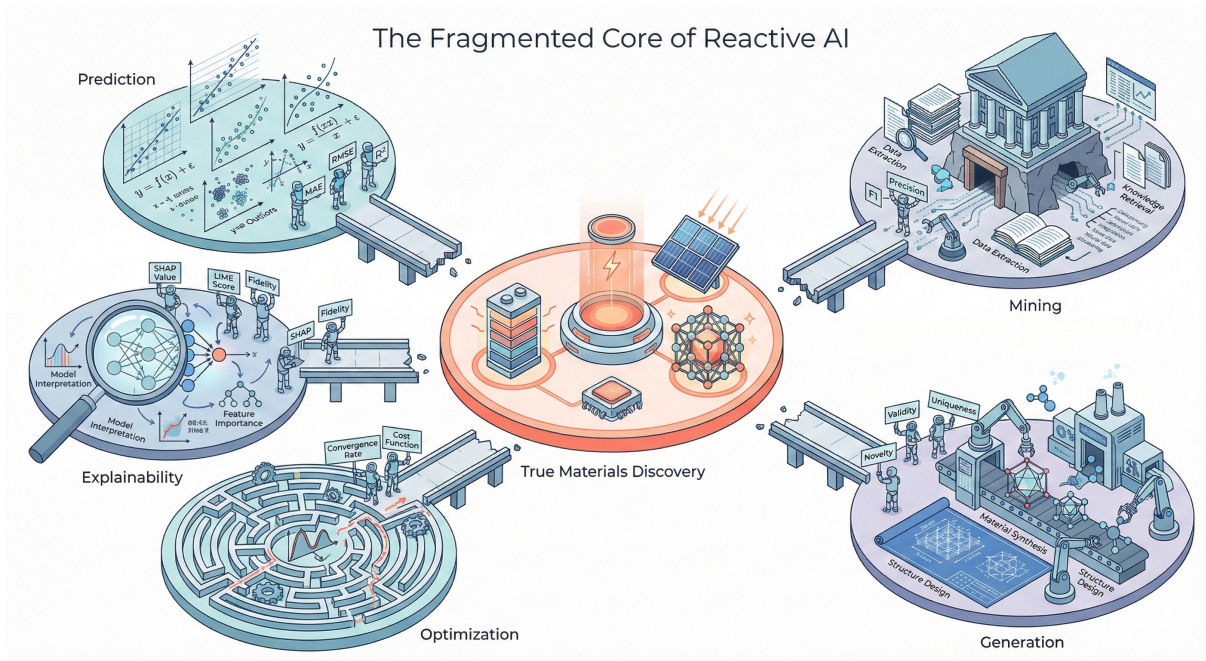 The Fragmented Core of Reactive AI
Prediction
y = f(x) + ε
MAE
RMSE
R²
Data
Extraction
F1
Precision
Knowledge
Retrieval
Data Extraction
Mining
SHAP
Value
LIME
Score
Fidelity
SHAP
Fidelity
Model
Interpretation
Model
Interpretation
Feature
Importance
x
Explainability
True Materials Discovery
Convergence
Rate
Cost
Function
Optimization
Validity
Uniqueness
Novelty
Material Synthesis
Structure Design
Structure
Design
Generation